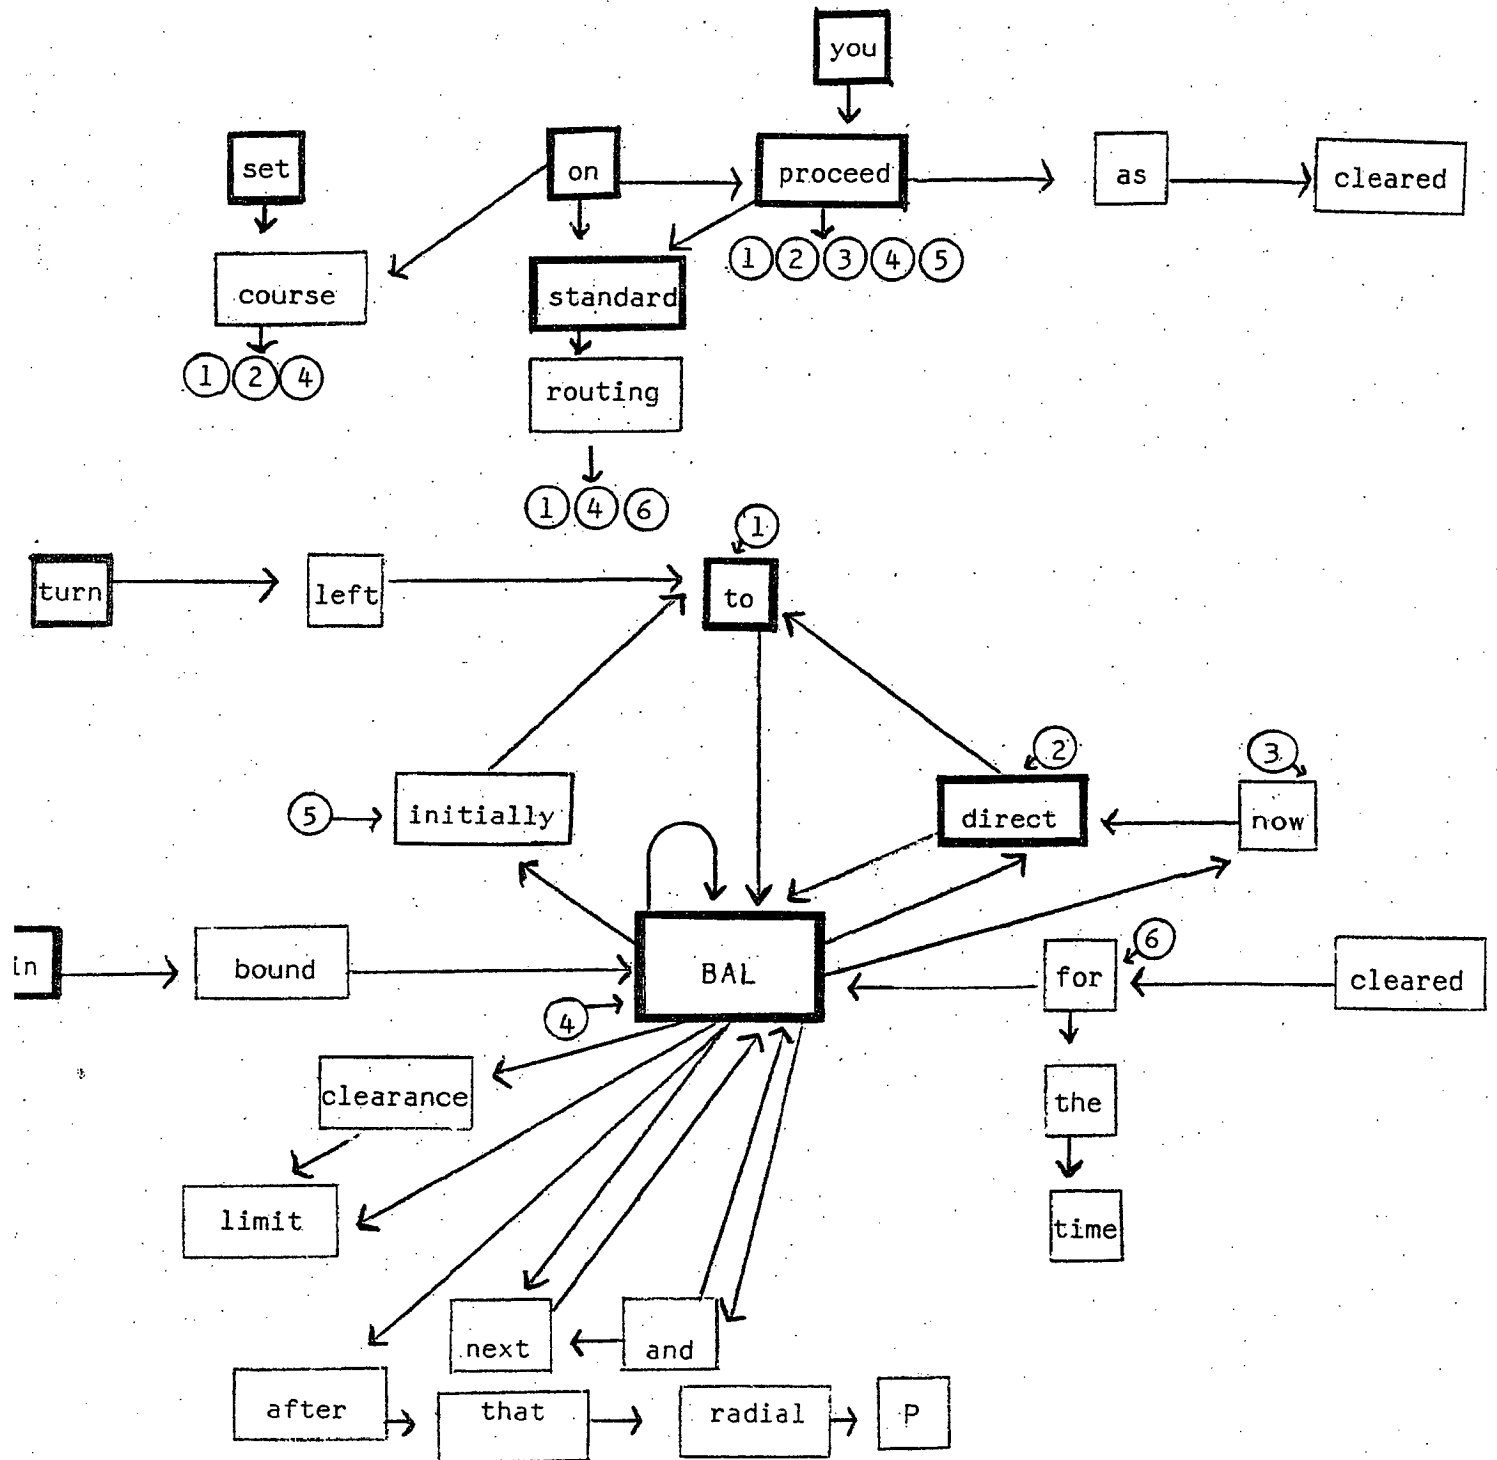 you
set
on
proceed
as
cleared
course
standard
1 2 3 4 5
1 2 4
routing
1 4 6
1
turn
left
to
2
3
5
initially
direct
now
in
bound
BAL
6
for
cleared
4
clearance
the
limit
time
next
and
after
that
radial
P